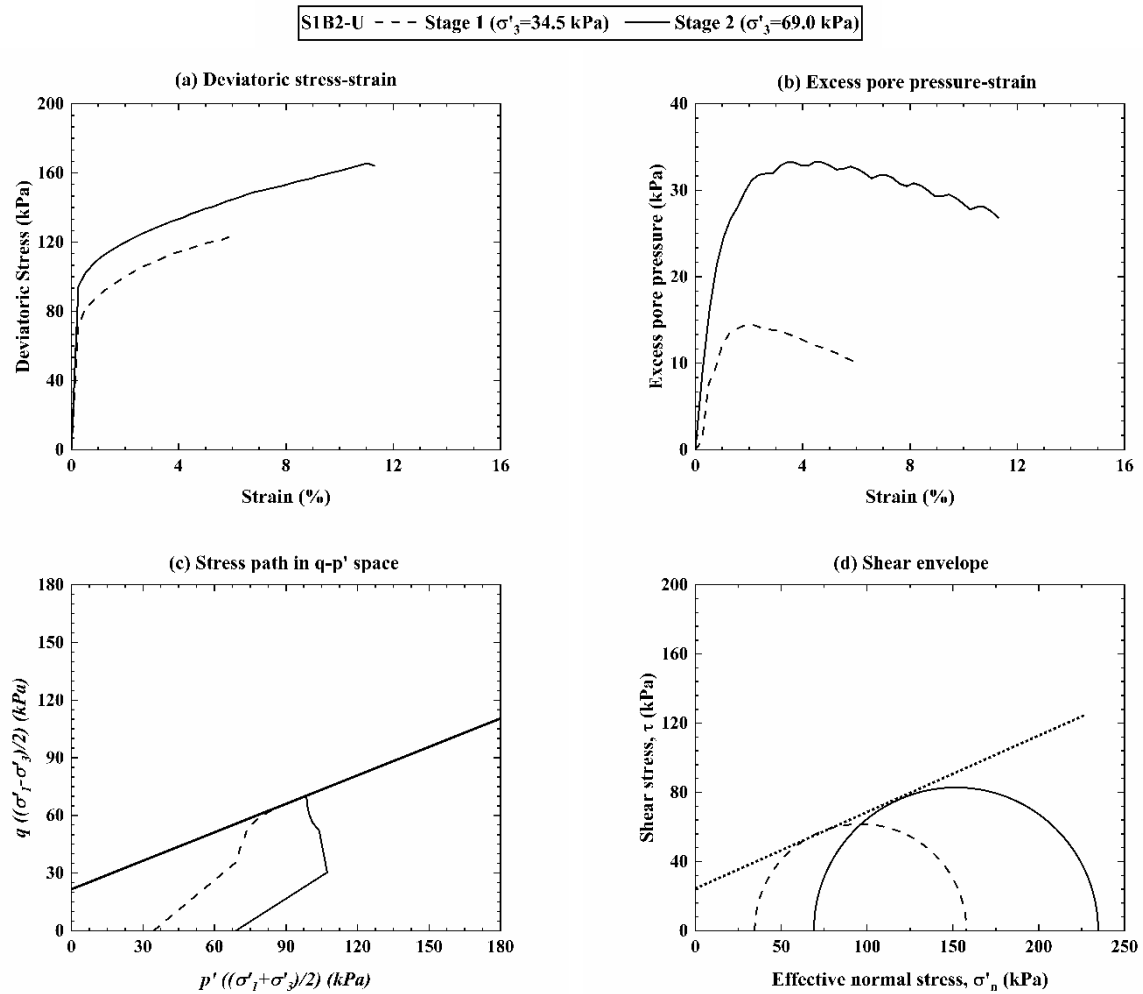 S1B2-U Stage 1 (σ'3=34.5 kPa) Stage 2 (σ'3=69.0 kPa)
(a) Deviatoric stress-strain
200
160
120
80
40
0
Deviatoric Stress (kPa)
0 4 8 12 16
Strain (%)
(b) Excess pore pressure-strain
40
30
20
10
0
Excess pore pressure (kPa)
0 4 8 12 16
Strain (%)
(c) Stress path in q-p' space
180
150
120
90
60
30
0
q ((σ'1-σ'3)/2) (kPa)
0 30 60 90 120 150 180
p' ((σ'1+σ'3)/2) (kPa)
(d) Shear envelope
200
160
120
80
40
0
Shear stress, τ (kPa)
0 50 100 150 200 250
Effective normal stress, σ'n (kPa)